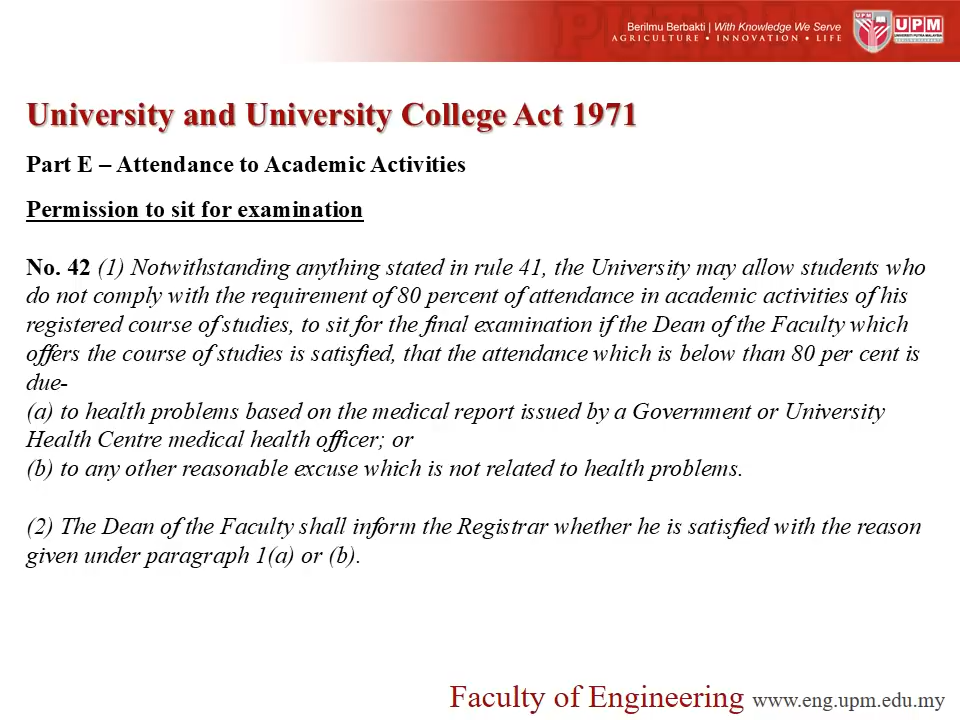 Berilmu Berbakti | With Knowledge We Serve
AGRICULTURE • INNOVATION • LIFE
UPM
UNIVERSITI PUTRA MALAYSIA
University and University College Act 1971
Part E – Attendance to Academic Activities
Permission to sit for examination
No. 42 (1) Notwithstanding anything stated in rule 41, the University may allow students who
do not comply with the requirement of 80 percent of attendance in academic activities of his
registered course of studies, to sit for the final examination if the Dean of the Faculty which
offers the course of studies is satisfied, that the attendance which is below than 80 per cent is
due-
(a) to health problems based on the medical report issued by a Government or University
Health Centre medical health officer; or
(b) to any other reasonable excuse which is not related to health problems.
(2) The Dean of the Faculty shall inform the Registrar whether he is satisfied with the reason
given under paragraph 1(a) or (b).
Faculty of Engineering www.eng.upm.edu.my